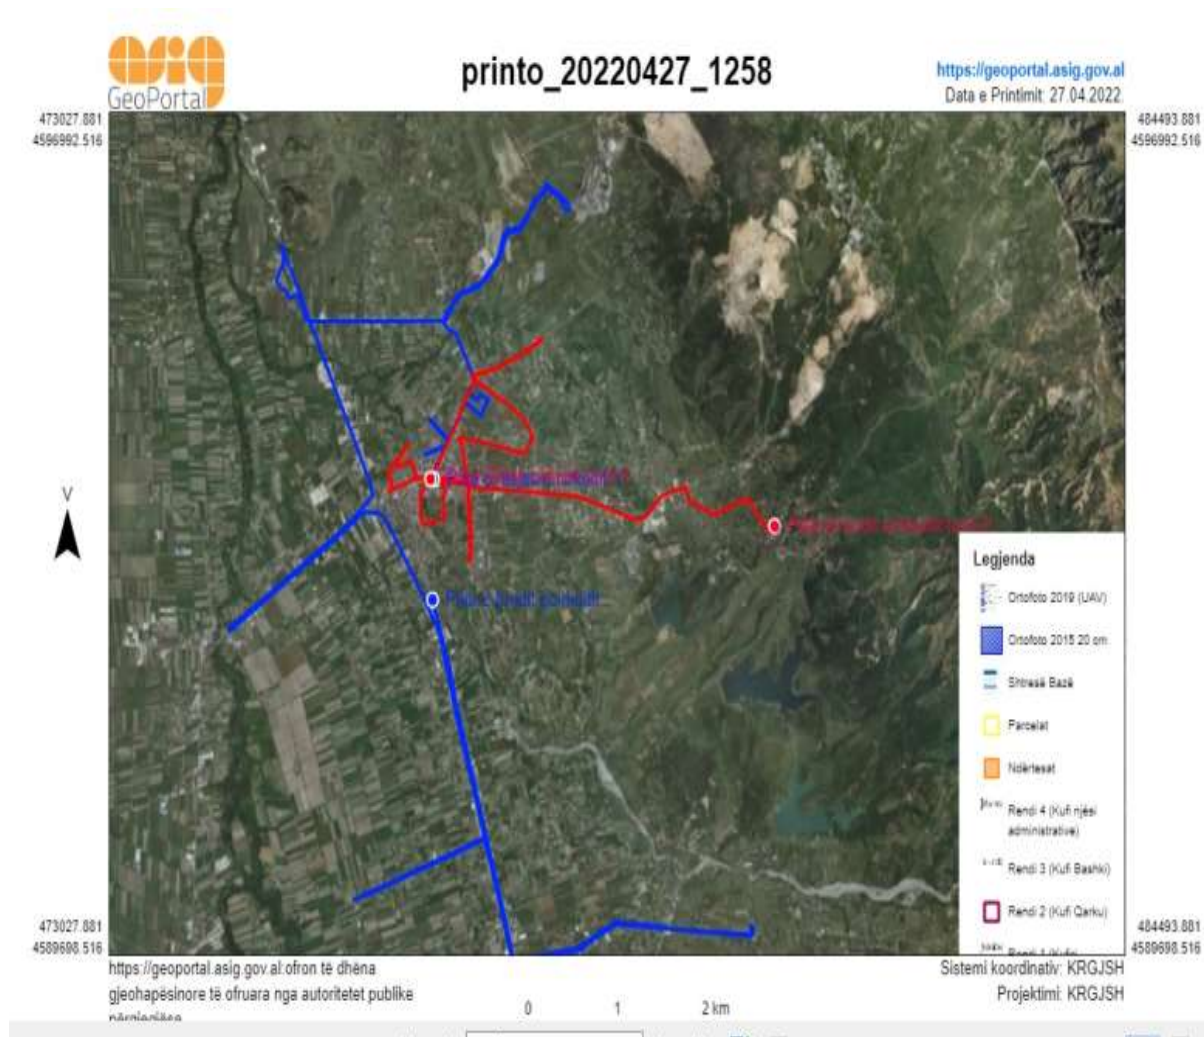 asig
GeoPortal
printo_20220427_1258
https://geoportal.asig.gov.al
Data e Printimit: 27.04.2022
473027.881
4596992.516
484493.881
4596992.516
V
Legjenda
Ortofoto 2019 (UAV)
Ortofoto 2015 20 cm
Shtresë Bazë
Parcelat
Ndërtesat
Rendi 4 (Kufi njësi
administrative)
Rendi 3 (Kufi Bashki)
Rendi 2 (Kufi Qarku)
473027.881
4589698.516
484493.881
4589698.516
https://geoportal.asig.gov.al:ofron të dhëna
gjeohapësinore të ofruara nga autoritetet publike
përgjegjëse
Sistemi koordinativ: KRGJSH
Projektimi: KRGJSH
0 1 2 km